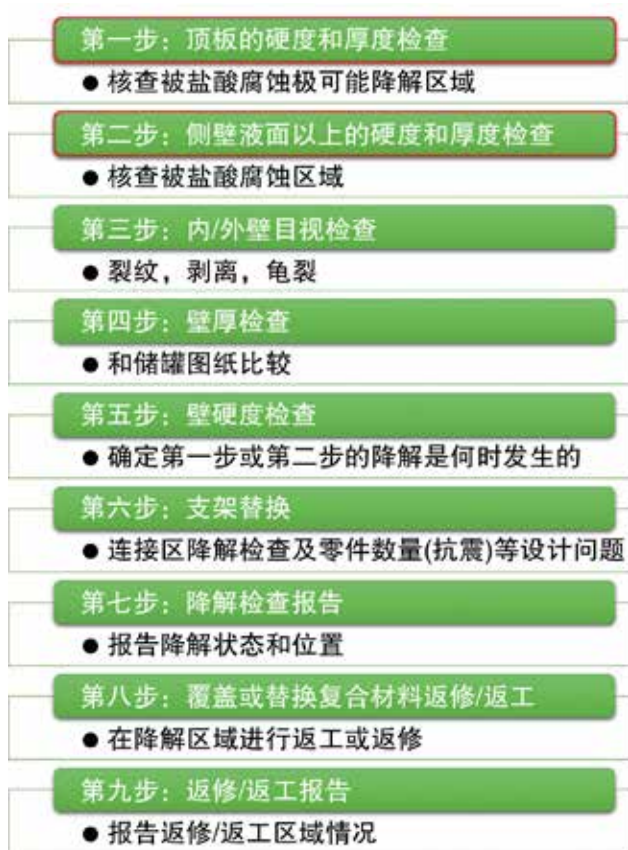 第一步：顶板的硬度和厚度检查
● 核查被盐酸腐蚀极可能降解区域
第二步：侧壁液面以上的硬度和厚度检查
● 核查被盐酸腐蚀区域
第三步：内/外壁目视检查
● 裂纹，剥离，龟裂
第四步：壁厚检查
● 和储罐图纸比较
第五步：壁硬度检查
● 确定第一步或第二步的降解是何时发生的
第六步：支架替换
● 连接区降解检查及零件数量(抗震)等设计问题
第七步：降解检查报告
● 报告降解状态和位置
第八步：覆盖或替换复合材料返修/返工
● 在降解区域进行返工或返修
第九步：返修/返工报告
● 报告返修/返工区域情况